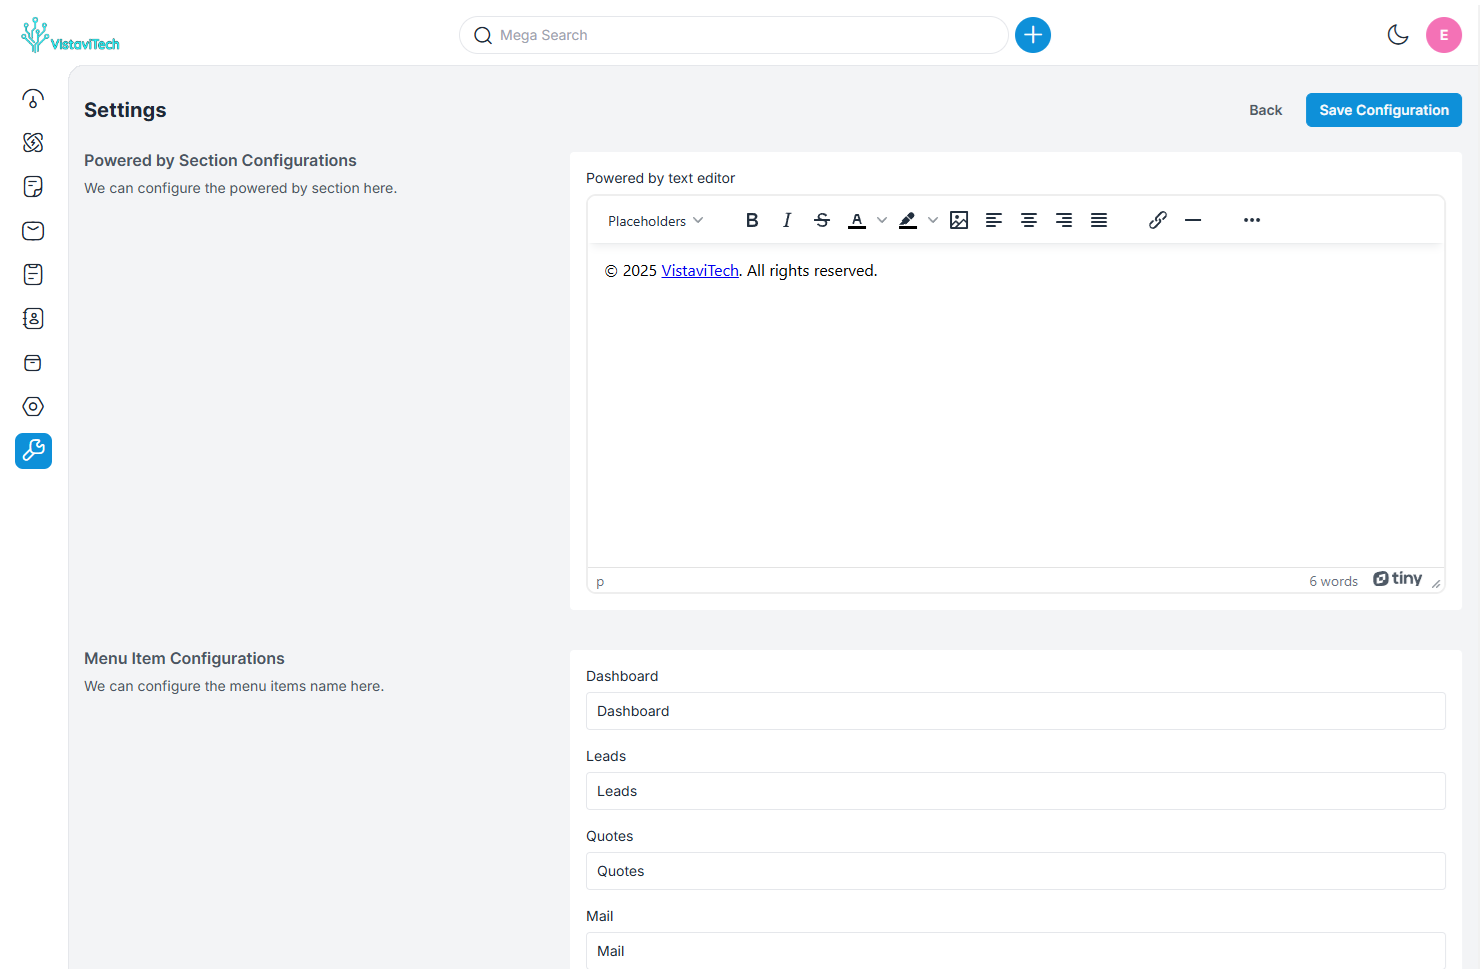 VistaviTech
Mega Search
E
Settings
Back
Save Configuration
Powered by Section Configurations
We can configure the powered by section here.
Powered by text editor
Placeholders
B I S A
© 2025 VistaviTech. All rights reserved.
p
6 words
tiny
Menu Item Configurations
We can configure the menu items name here.
Dashboard
Dashboard
Leads
Leads
Quotes
Quotes
Mail
Mail